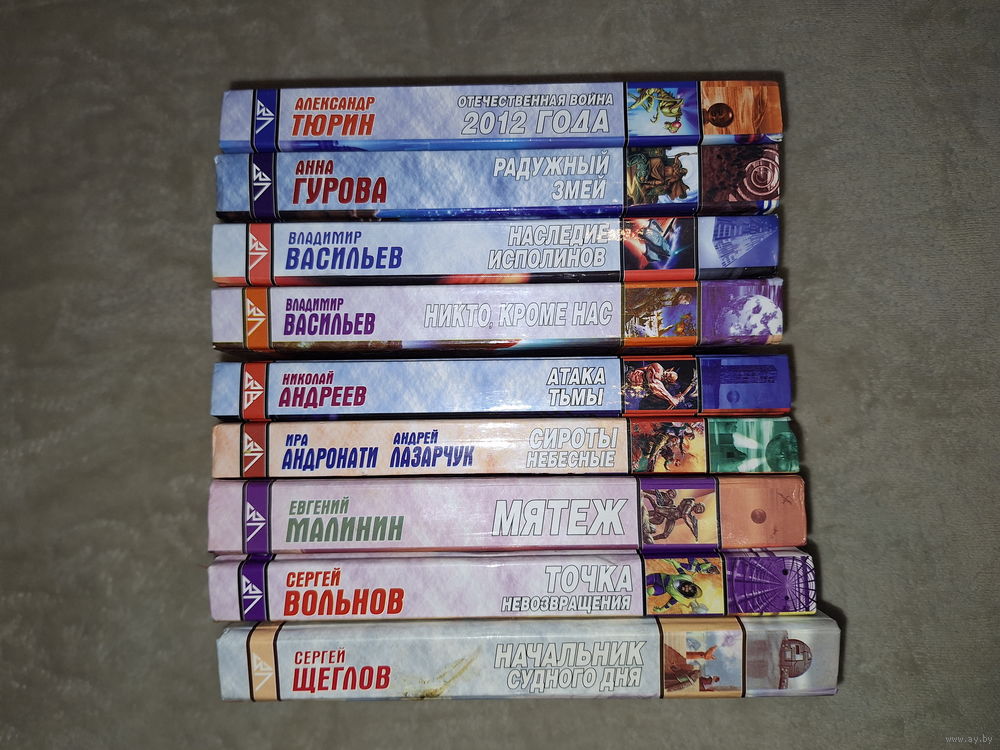 АЛЕКСАНДР
ТЮРИН
ОТЕЧЕСТВЕННАЯ ВОЙНА
2012 ГОДА
АННА
ГУРОВА
РАДУЖНЫЙ
ЗМЕЙ
ВЛАДИМИР
ВАСИЛЬЕВ
НАСЛЕДИЕ
ИСПОЛИНОВ
ВЛАДИМИР
ВАСИЛЬЕВ
НИКТО, КРОМЕ НАС
НИКОЛАЙ
АНДРЕЕВ
АТАКА
ТЬМЫ
ИРА АНДРЕЙ
АНДРОНАТИ ЛАЗАРЧУК
СИРОТЫ
НЕБЕСНЫЕ
ЕВГЕНИЙ
МАЛИНИН
МЯТЕЖ
СЕРГЕЙ
ВОЛЬНОВ
ТОЧКА
НЕВОЗВРАЩЕНИЯ
СЕРГЕЙ
ЩЕГЛОВ
НАЧАЛЬНИК
СУДНОГО ДНЯ
www.ay.by